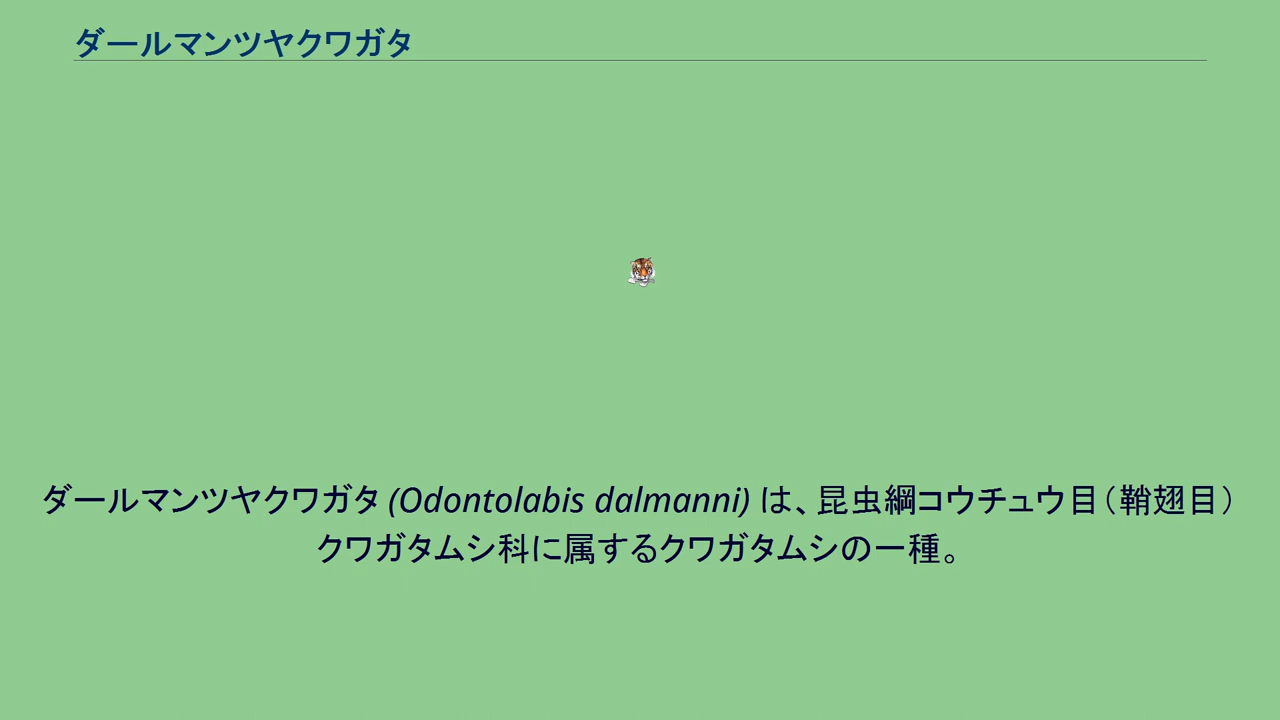 ダールマンツヤクワガタ
ダールマンツヤクワガタ (Odontolabis dalmanni) は、昆虫綱コウチュウ目（鞘翅目）
クワガタムシ科に属するクワガタムシの一種。